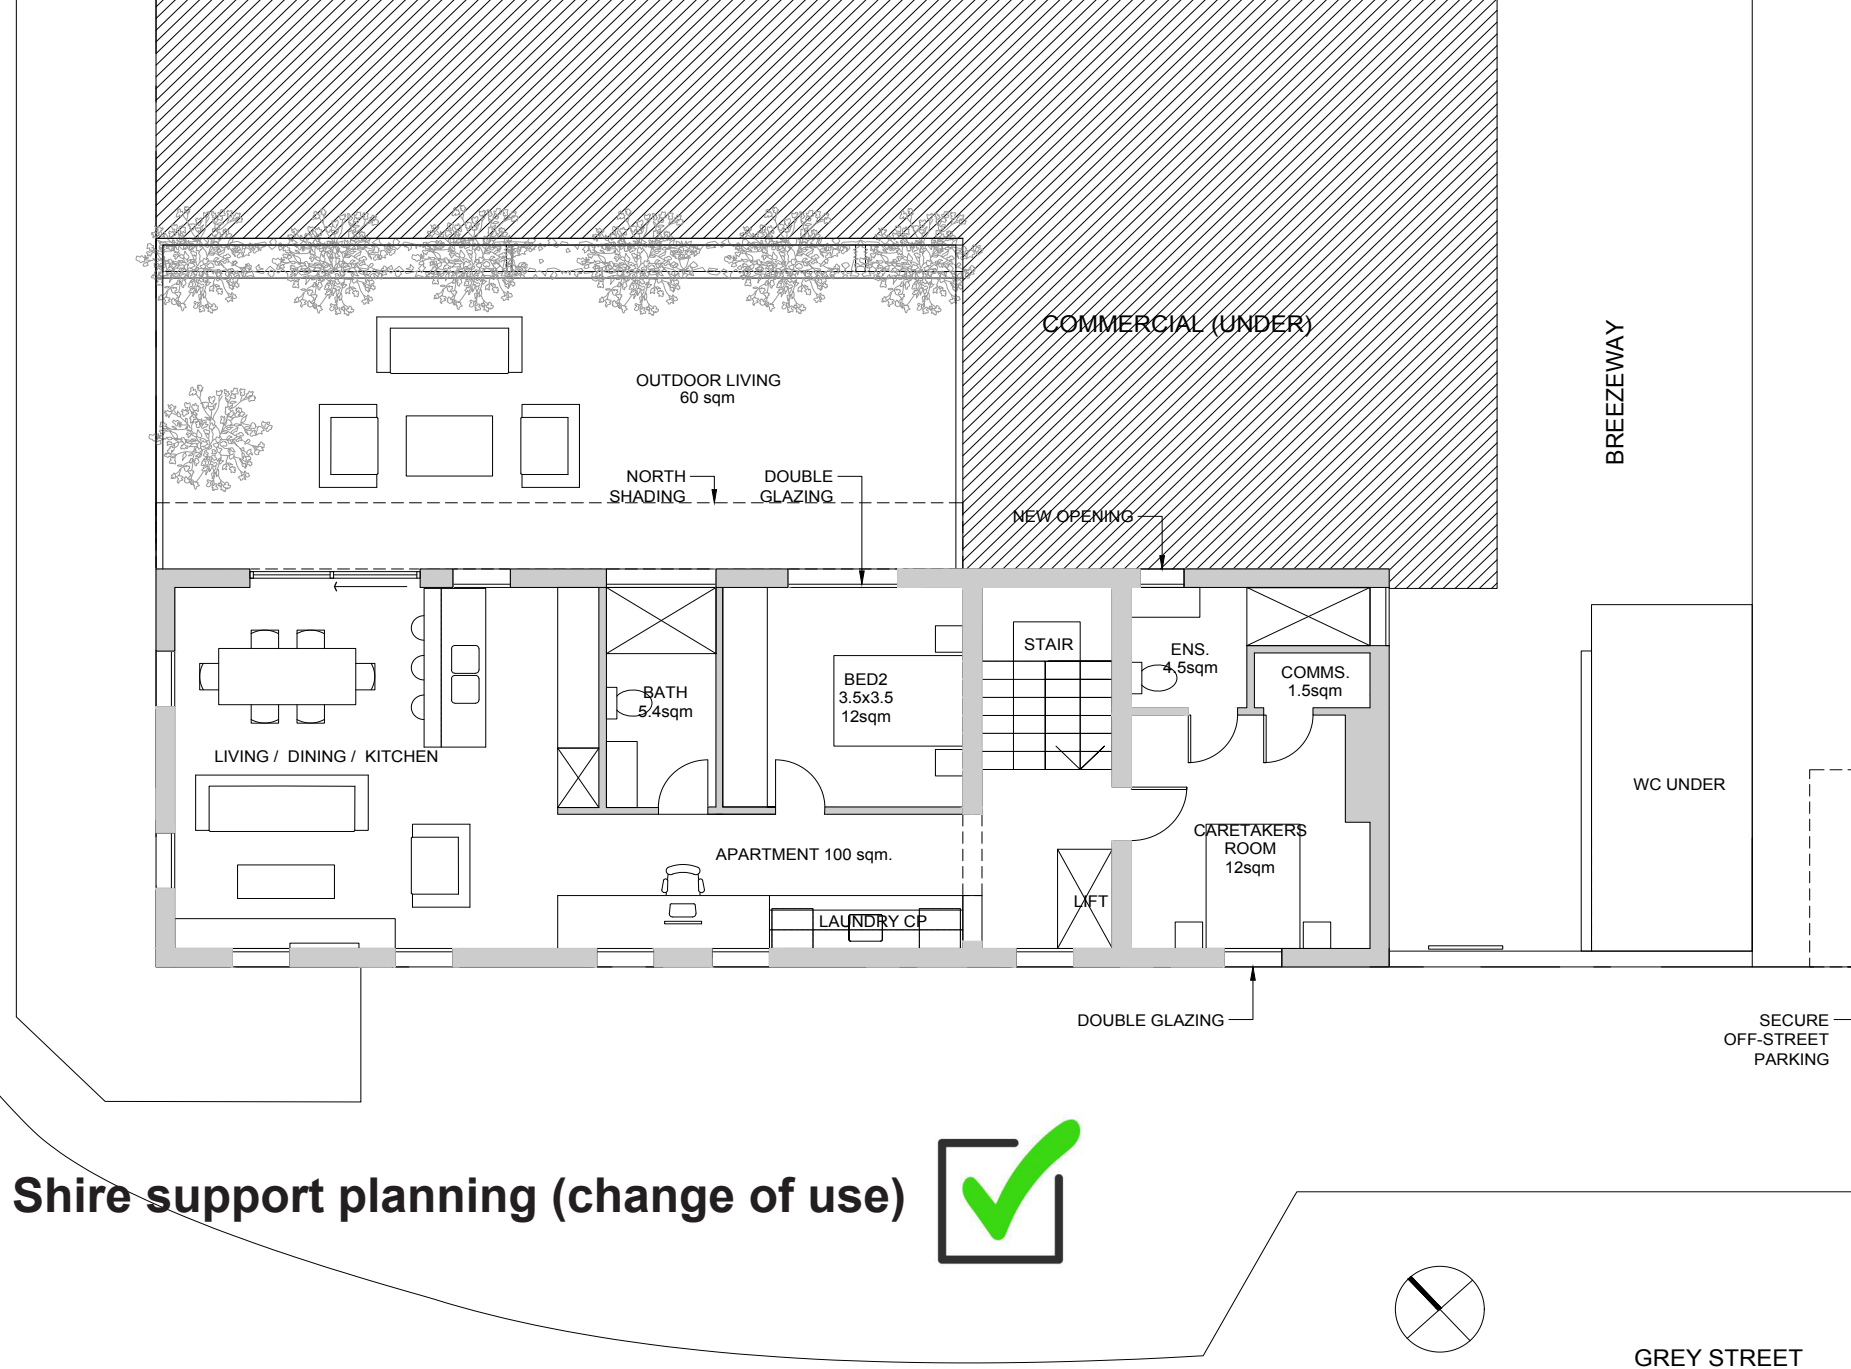 COMMERCIAL (UNDER)
BREEZEWAY
OUTDOOR LIVING
60 sqm
NORTH
SHADING
DOUBLE
GLAZING
NEW OPENING
STAIR
ENS.
4.5sqm
COMMS.
1.5sqm
BED2
3.5x3.5
12sqm
BATH
5.4sqm
LIVING / DINING / KITCHEN
WC UNDER
CARETAKERS
ROOM
12sqm
APARTMENT 100 sqm.
LIFT
LAUNDRY CP
DOUBLE GLAZING
SECURE
OFF-STREET
PARKING
Shire support planning (change of use)
GREY STREET